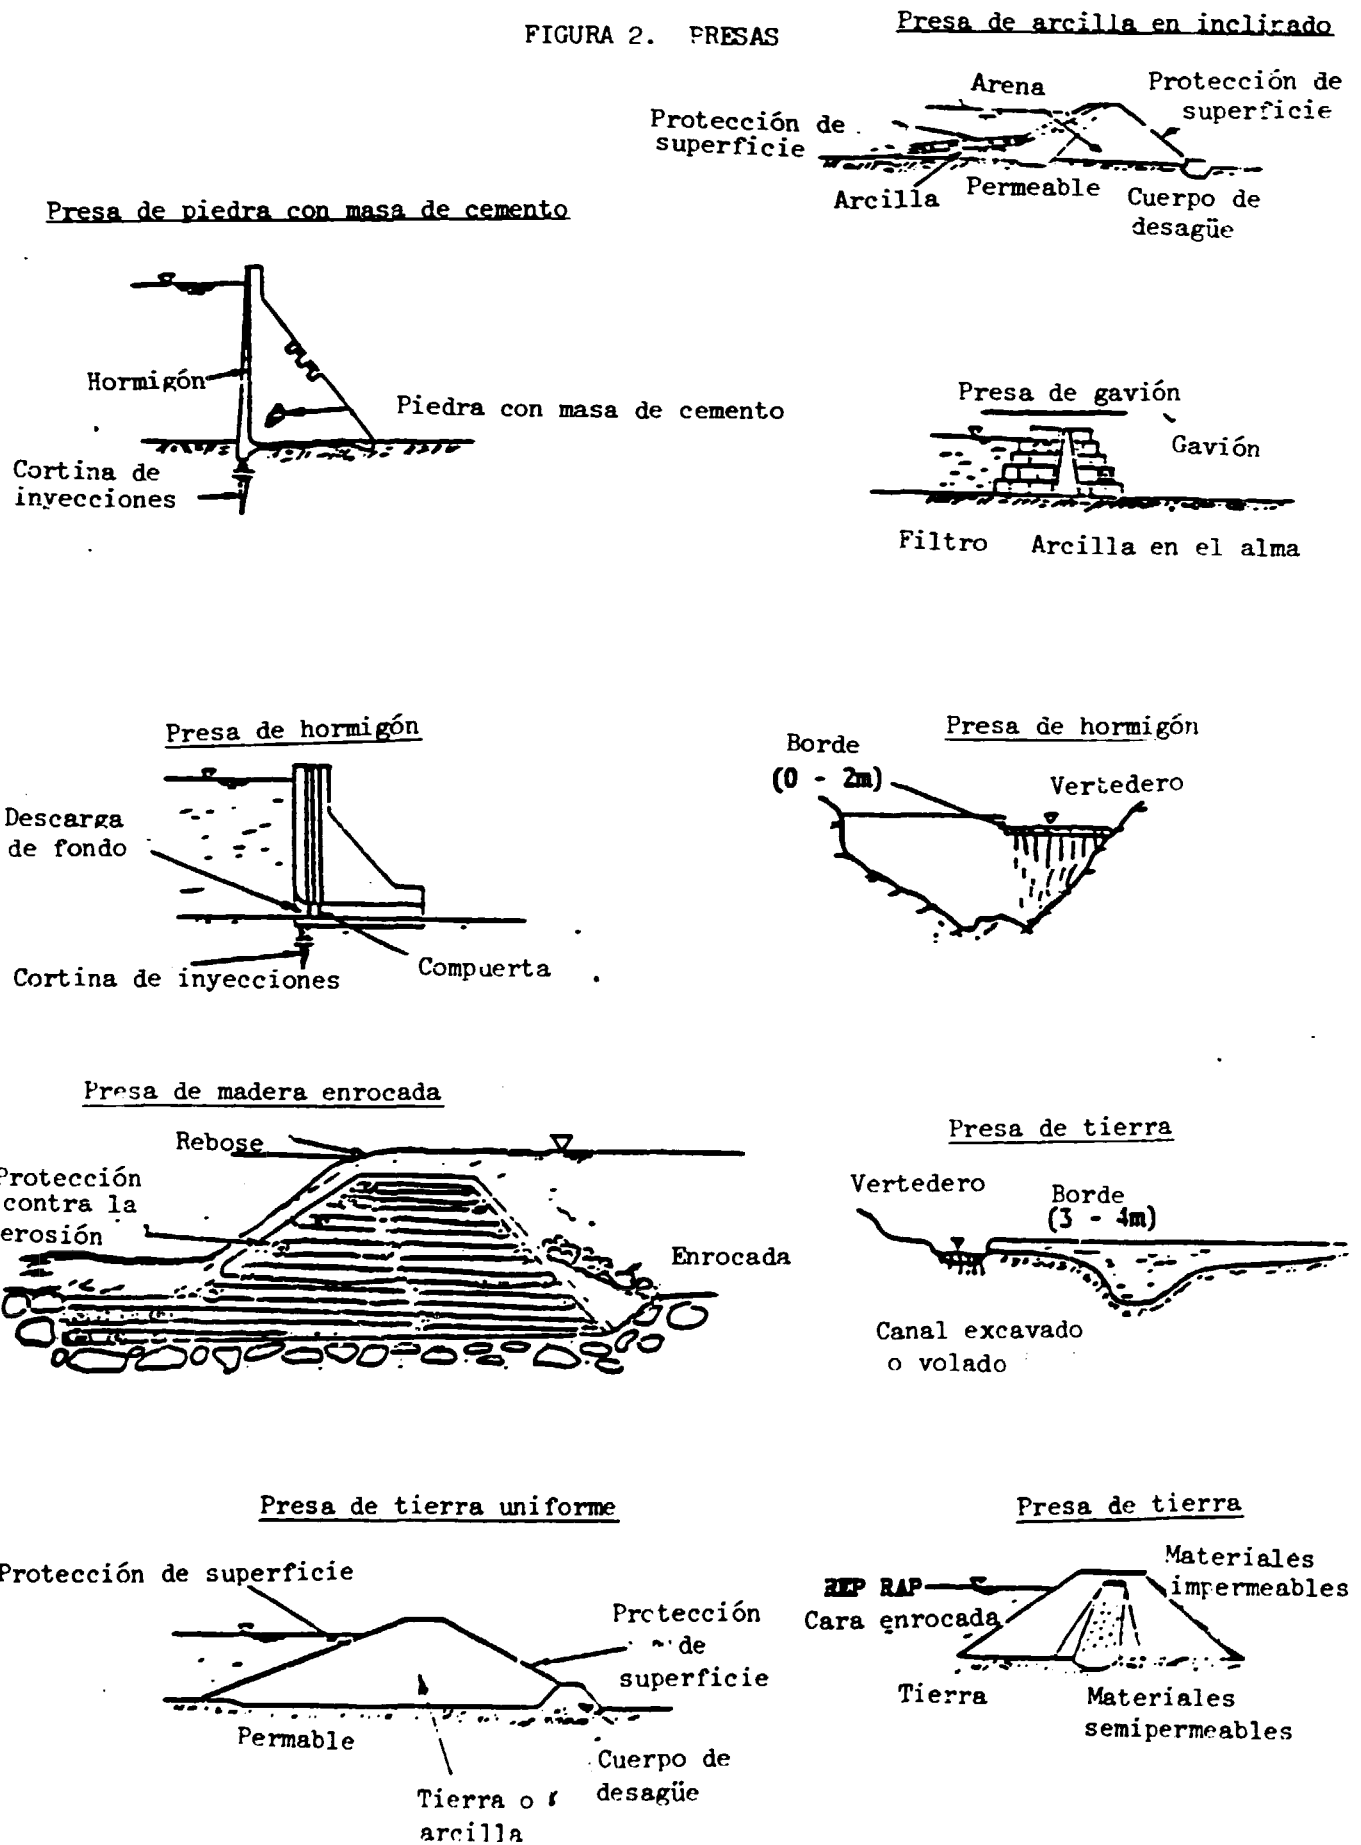 FIGURA 2. PRESAS
Presa de arcilla en inclinado
Arena
Protección de
superficie
Protección de
superficie
Arcilla
Permeable
Cuerpo de
desagüe
Presa de piedra con masa de cemento
Hormigón
Piedra con masa de cemento
Cortina de
inyecciones
Presa de gavión
Gavión
Filtro
Arcilla en el alma
Presa de hormigón
Descarga
de fondo
Cortina de inyecciones
Compuerta
Presa de hormigón
Borde
(0 - 2m)
Vertedero
Presa de madera enrocada
Rebose
Protección
contra la
erosión
Enrocada
Presa de tierra
Vertedero
Borde
(3 - 4m)
Canal excavado
o volado
Presa de tierra uniforme
Protección de superficie
Protección
de
superficie
Permable
Cuerpo de
desagüe
Tierra o
arcilla
Presa de tierra
Materiales
impermeables
REP RAP
Cara enrocada
Tierra
Materiales
semipermeables